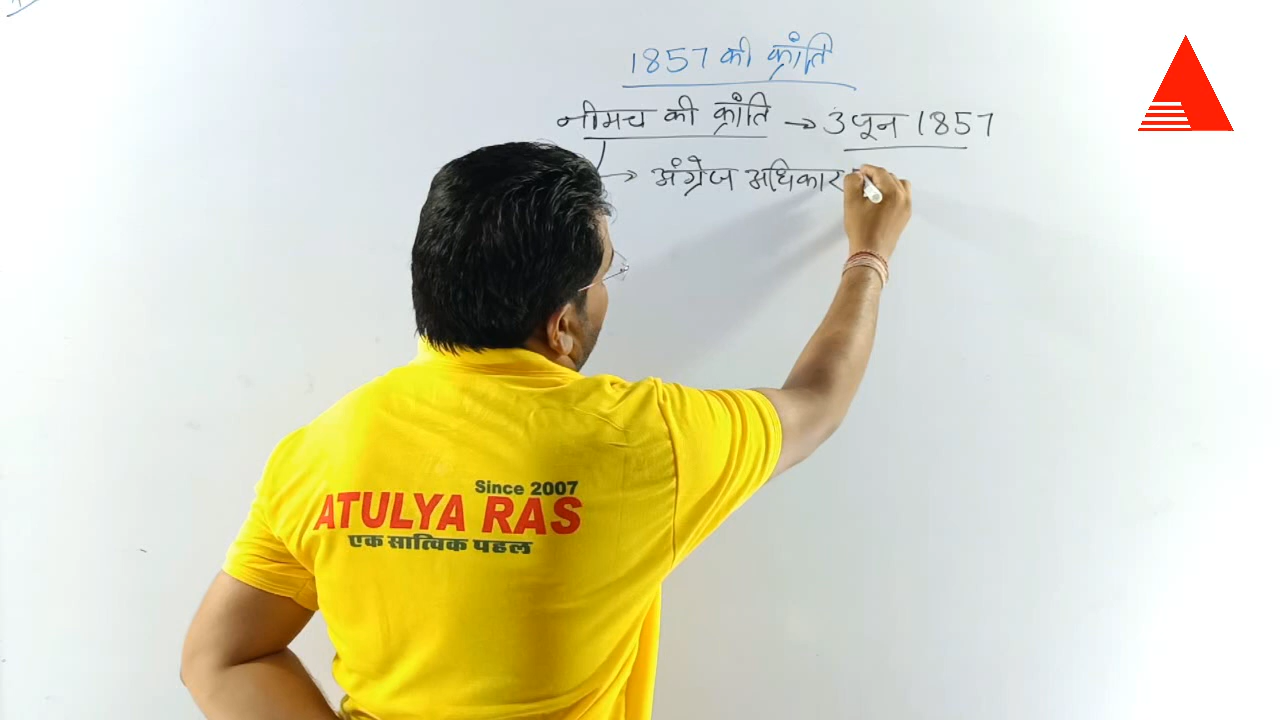 1857 की क्रांति
नीमच की क्रांति → 3 जून 1857
→ अंग्रेज अधिकार
Since 2007
ATULYA RAS
एक सात्विक पहल